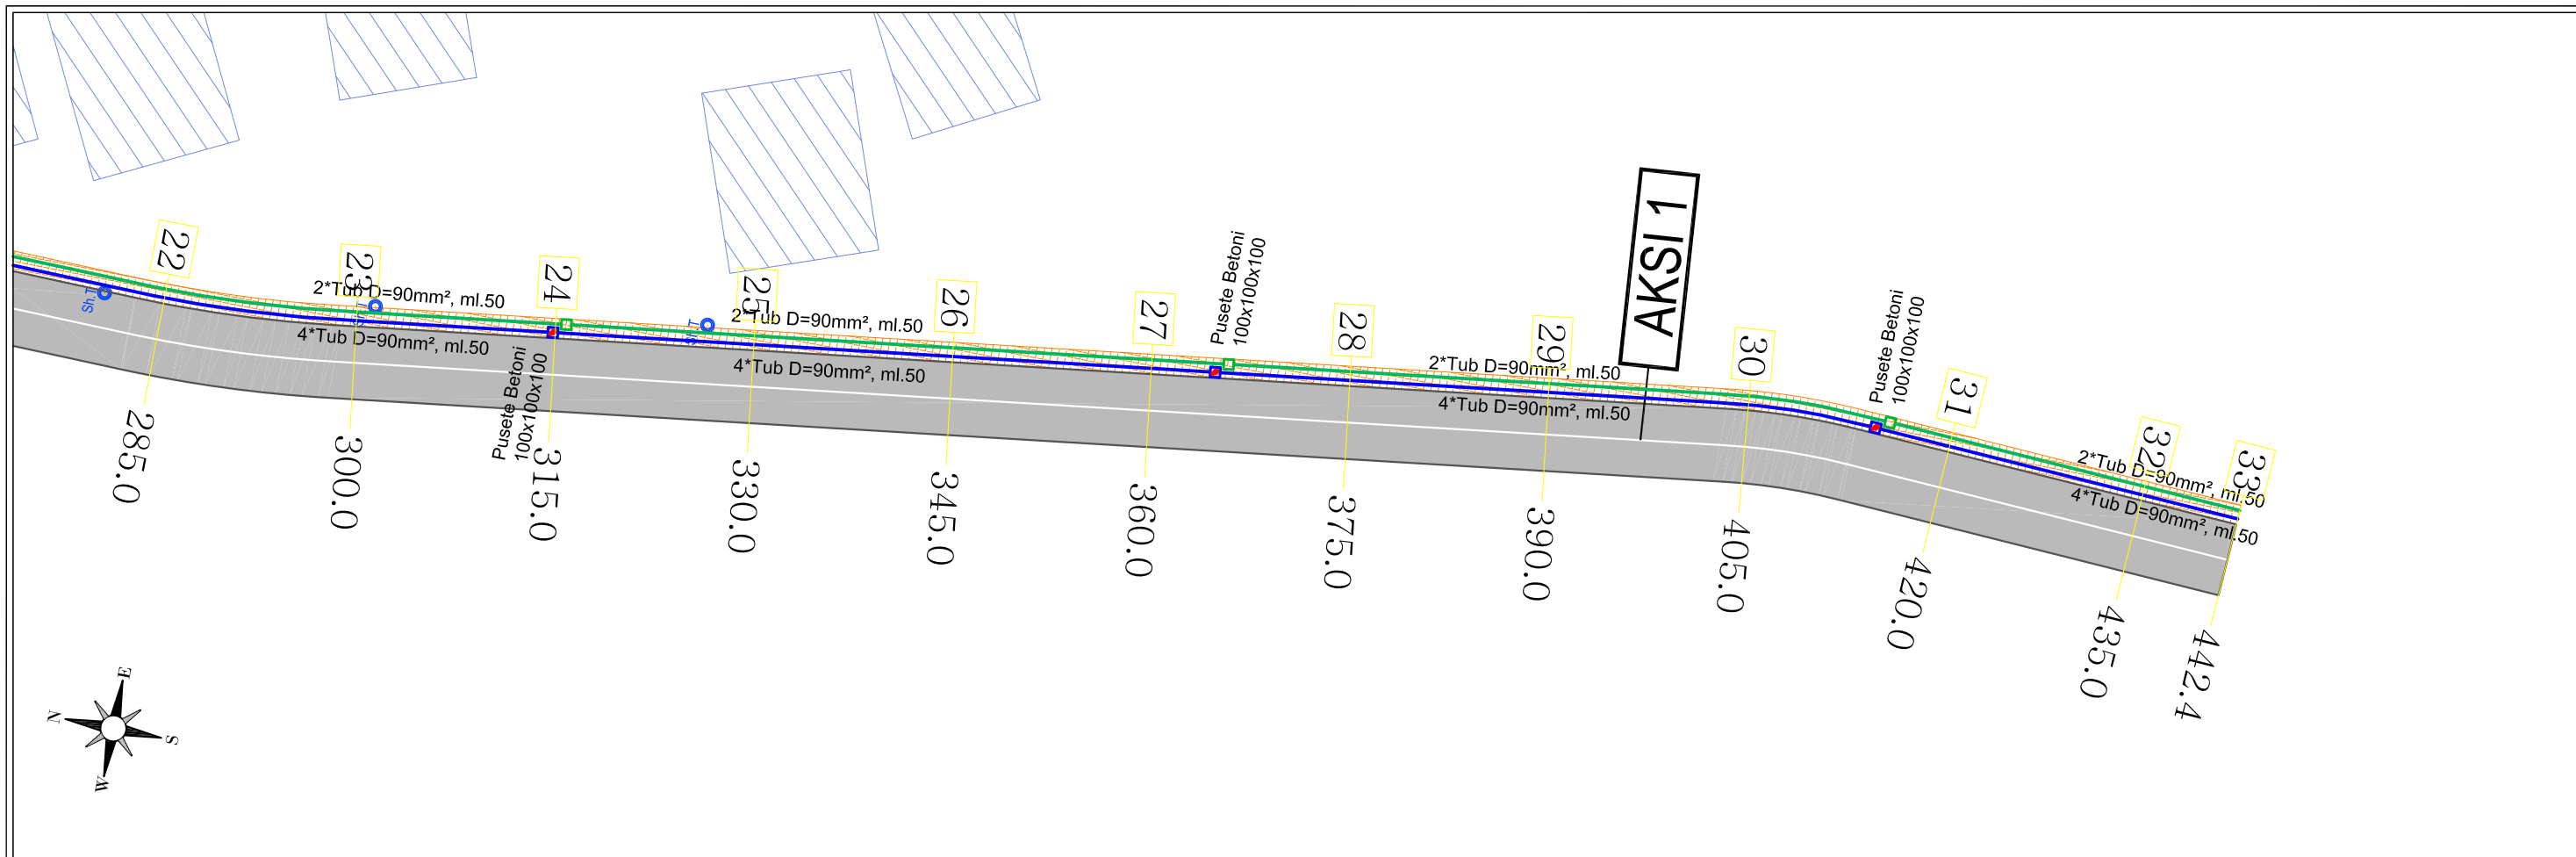 22
23
24
25
26
27
28
29
30
31
32
33
AKSI 1
2*Tub D=90mm², ml.50
4*Tub D=90mm², ml.50
2*Tub D=90mm², ml.50
4*Tub D=90mm², ml.50
2*Tub D=90mm², ml.50
4*Tub D=90mm², ml.50
2*Tub D=90mm², ml.50
4*Tub D=90mm², ml.50
Pusete Betoni
100x100x100
Pusete Betoni
100x100x100
Pusete Betoni
100x100x100
Sh.T
285.0
300.0
315.0
330.0
345.0
360.0
375.0
390.0
405.0
420.0
435.0
442.4
E
N
S
W